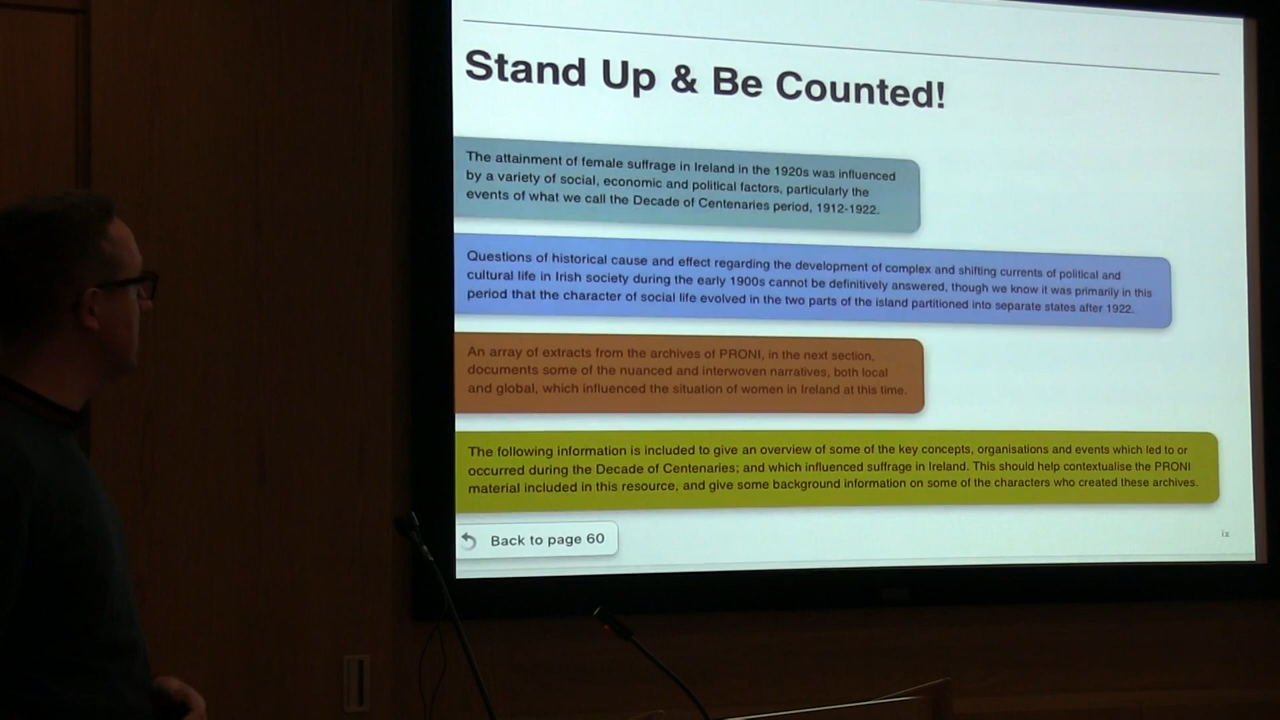 Stand Up & Be Counted!
The attainment of female suffrage in Ireland in the 1920s was influenced
by a variety of social, economic and political factors, particularly the
events of what we call the Decade of Centenaries period, 1912-1922.
Questions of historical cause and effect regarding the development of complex and shifting currents of political and
cultural life in Irish society during the early 1900s cannot be definitively answered, though we know it was primarily in this
period that the character of social life evolved in the two parts of the island partitioned into separate states after 1922.
An array of extracts from the archives of PRONI, in the next section,
documents some of the nuanced and interwoven narratives, both local
and global, which influenced the situation of women in Ireland at this time.
The following information is included to give an overview of some of the key concepts, organisations and events which led to or
occurred during the Decade of Centenaries; and which influenced suffrage in Ireland. This should help contextualise the PRONI
material included in this resource, and give some background information on some of the characters who created these archives.
Back to page 60
ix